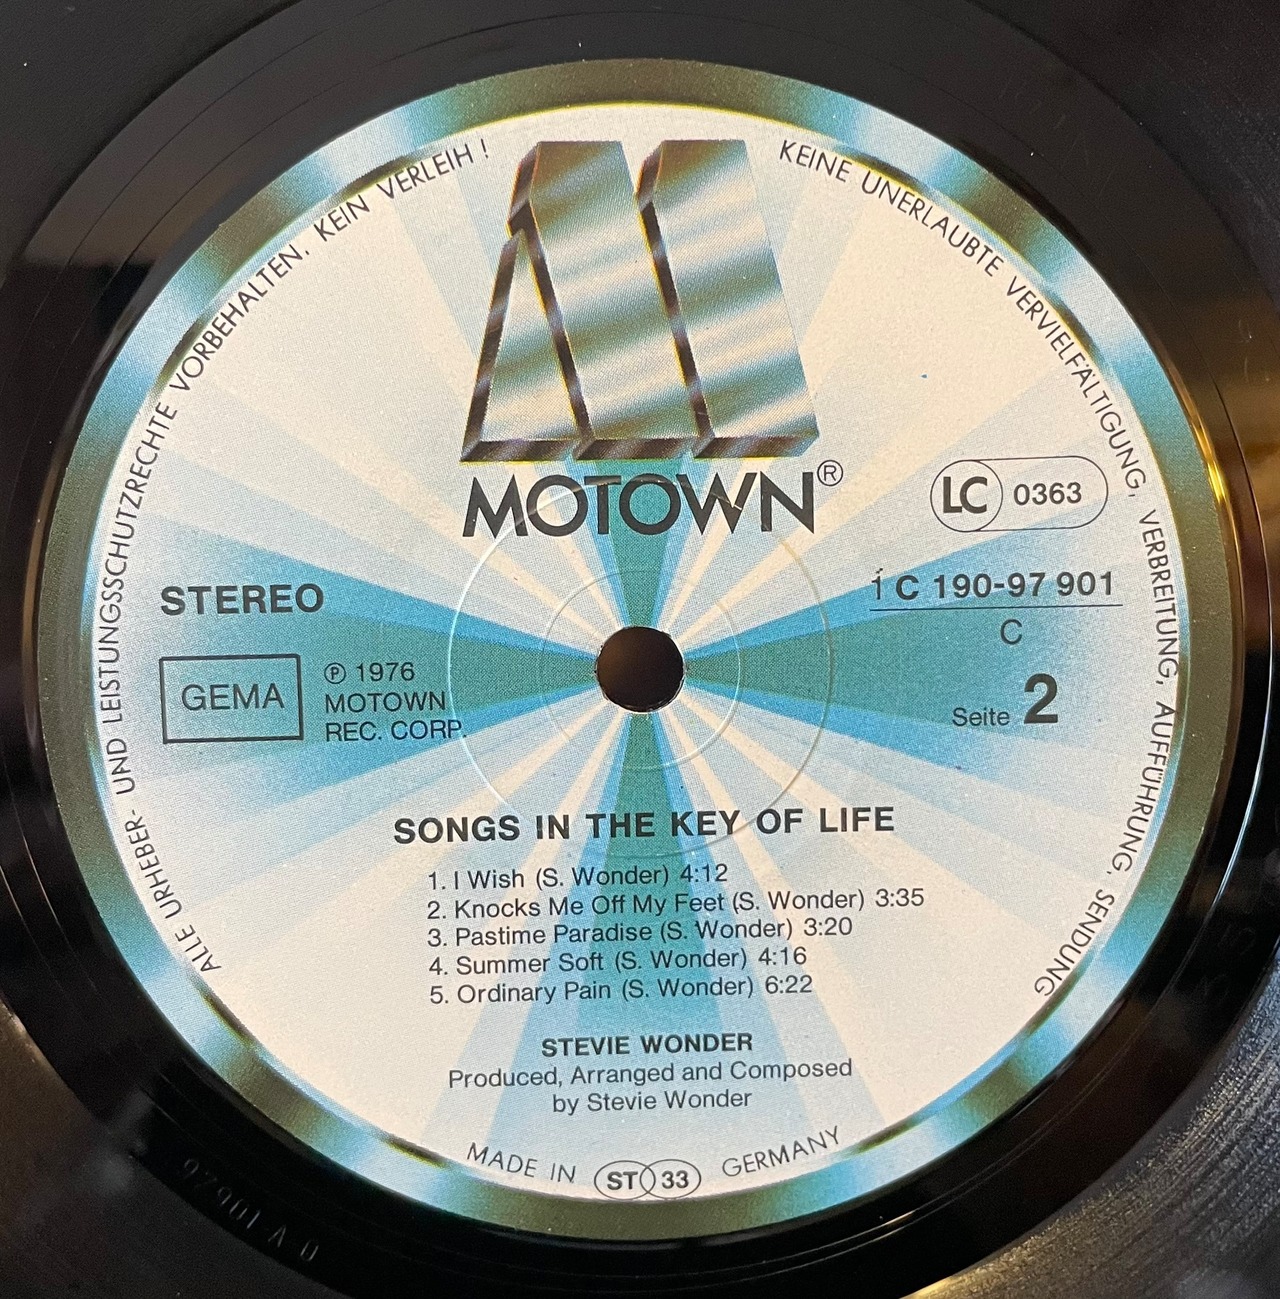 ALLE URHEBER- UND LEISTUNGSSCHUTZRECHTE VORBEHALTEN. KEIN VERLEIH !
KEINE UNERLAUBTE VERVIELFÄLTIGUNG, VERBREITUNG, AUFFÜHRUNG, SENDUNG
MOTOWN®
LC 0363
STEREO
1 C 190-97 901
C
GEMA
℗ 1976
MOTOWN
REC. CORP.
Seite 2
SONGS IN THE KEY OF LIFE
1. I Wish (S. Wonder) 4:12
2. Knocks Me Off My Feet (S. Wonder) 3:35
3. Pastime Paradise (S. Wonder) 3:20
4. Summer Soft (S. Wonder) 4:16
5. Ordinary Pain (S. Wonder) 6:22
STEVIE WONDER
Produced, Arranged and Composed
by Stevie Wonder
MADE IN ST 33 GERMANY